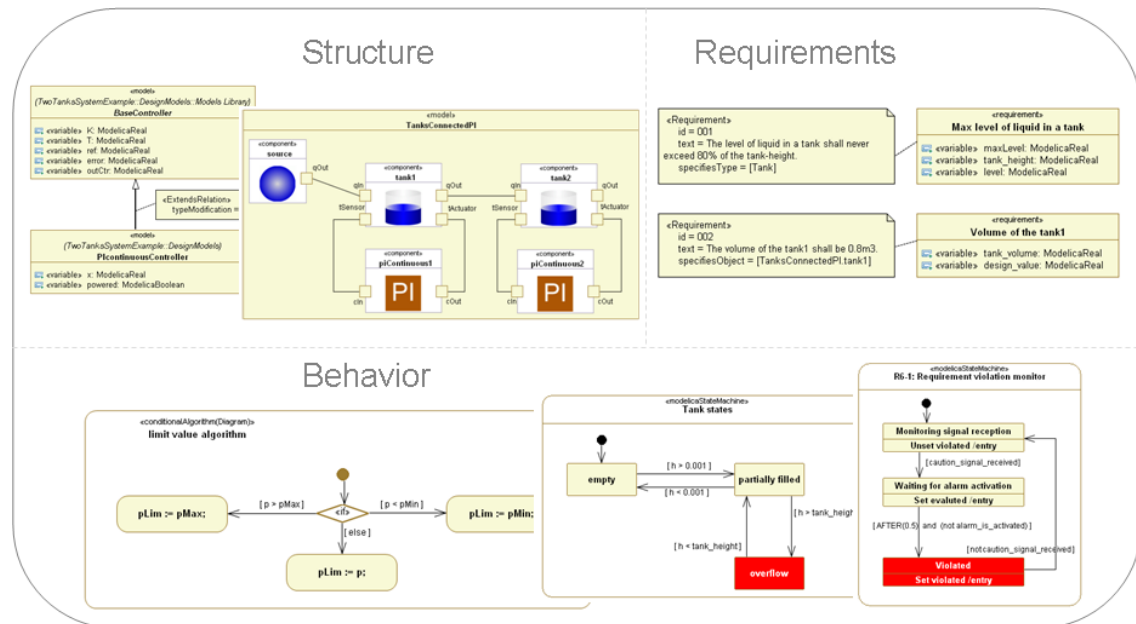 Structure
«model»
(TwoTanksSystemExample::DesignModels::Models Library)
BaseController
«variable» K: ModelicaReal
«variable» T: ModelicaReal
«variable» ref: ModelicaReal
«variable» error: ModelicaReal
«variable» outCtr: ModelicaReal
«ExtendsRelation»
typeModification =
«model»
(TwoTanksSystemExample::DesignModels)
PIcontinuousController
«variable» x: ModelicaReal
«variable» powered: ModelicaBoolean
«model»
TanksConnectedPI
«component»
source
qOut
«component»
tank1
qIn
qOut
tSensor
tActuator
«component»
tank2
qIn
qOut
tSensor
tActuator
«component»
piContinuous1
PI
cIn
cOut
«component»
piContinuous2
PI
cIn
cOut
Requirements
«Requirement»
id = 001
text = The level of liquid in a tank shall never
exceed 80% of the tank-height.
specifiesType = [Tank]
«requirement»
Max level of liquid in a tank
«variable» maxLevel: ModelicaReal
«variable» tank_height: ModelicaReal
«variable» level: ModelicaReal
«Requirement»
id = 002
text = The volume of the tank1 shall be 0.8m3.
specifiesObject = [TanksConnectedPI.tank1]
«requirement»
Volume of the tank1
«variable» tank_volume: ModelicaReal
«variable» design_value: ModelicaReal
Behavior
«conditionalAlgorithm(Diagram)»
limit value algorithm
[ p > pMax]
«if»
[ p < pMin]
pLim := pMax;
pLim := pMin;
[ else]
pLim := p;
«modelicaStateMachine»
Tank states
[ h > 0.001]
empty
partially filled
[ h < 0.001]
[ h > tank_heigh
[ h < tank_height]
overflow
«modelicaStateMachine»
R6-1: Requirement violation monitor
Monitoring signal reception
Unset violated /entry
[caution_signal_received]
Waiting for alarm activation
Set evaluted /entry
[AFTER(0.5) and (not alarm_is_activated) ]
[notcaution_signal_received]
Violated
Set violated /entry